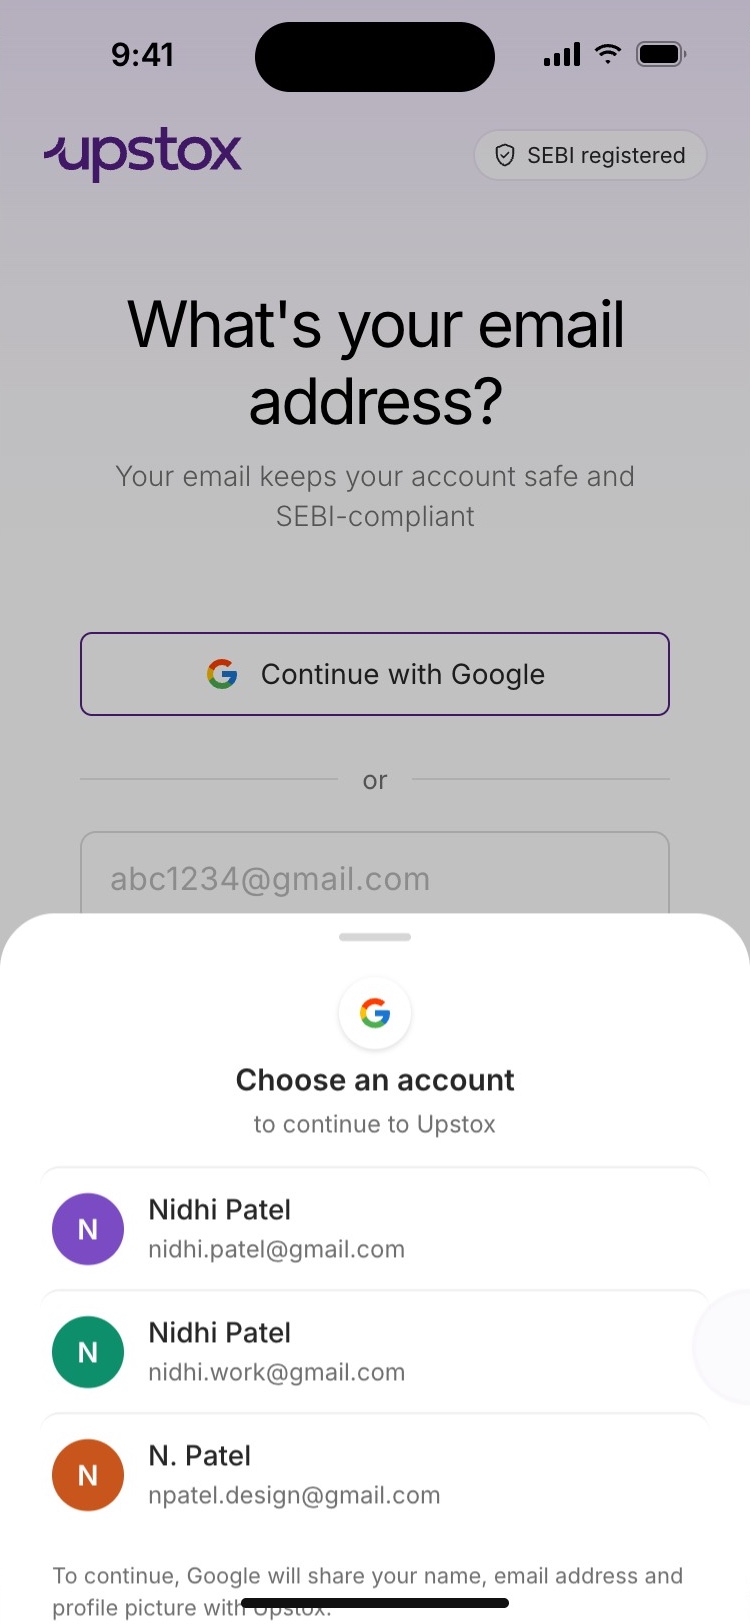 9:41
upstox
SEBI registered
What's your email
address?
Your email keeps your account safe and
SEBI-compliant
G Continue with Google
or
abc1234@gmail.com
G
Choose an account
to continue to Upstox
N
Nidhi Patel
nidhi.patel@gmail.com
N
Nidhi Patel
nidhi.work@gmail.com
N
N. Patel
npatel.design@gmail.com
To continue, Google will share your name, email address and
profile picture with Upstox.